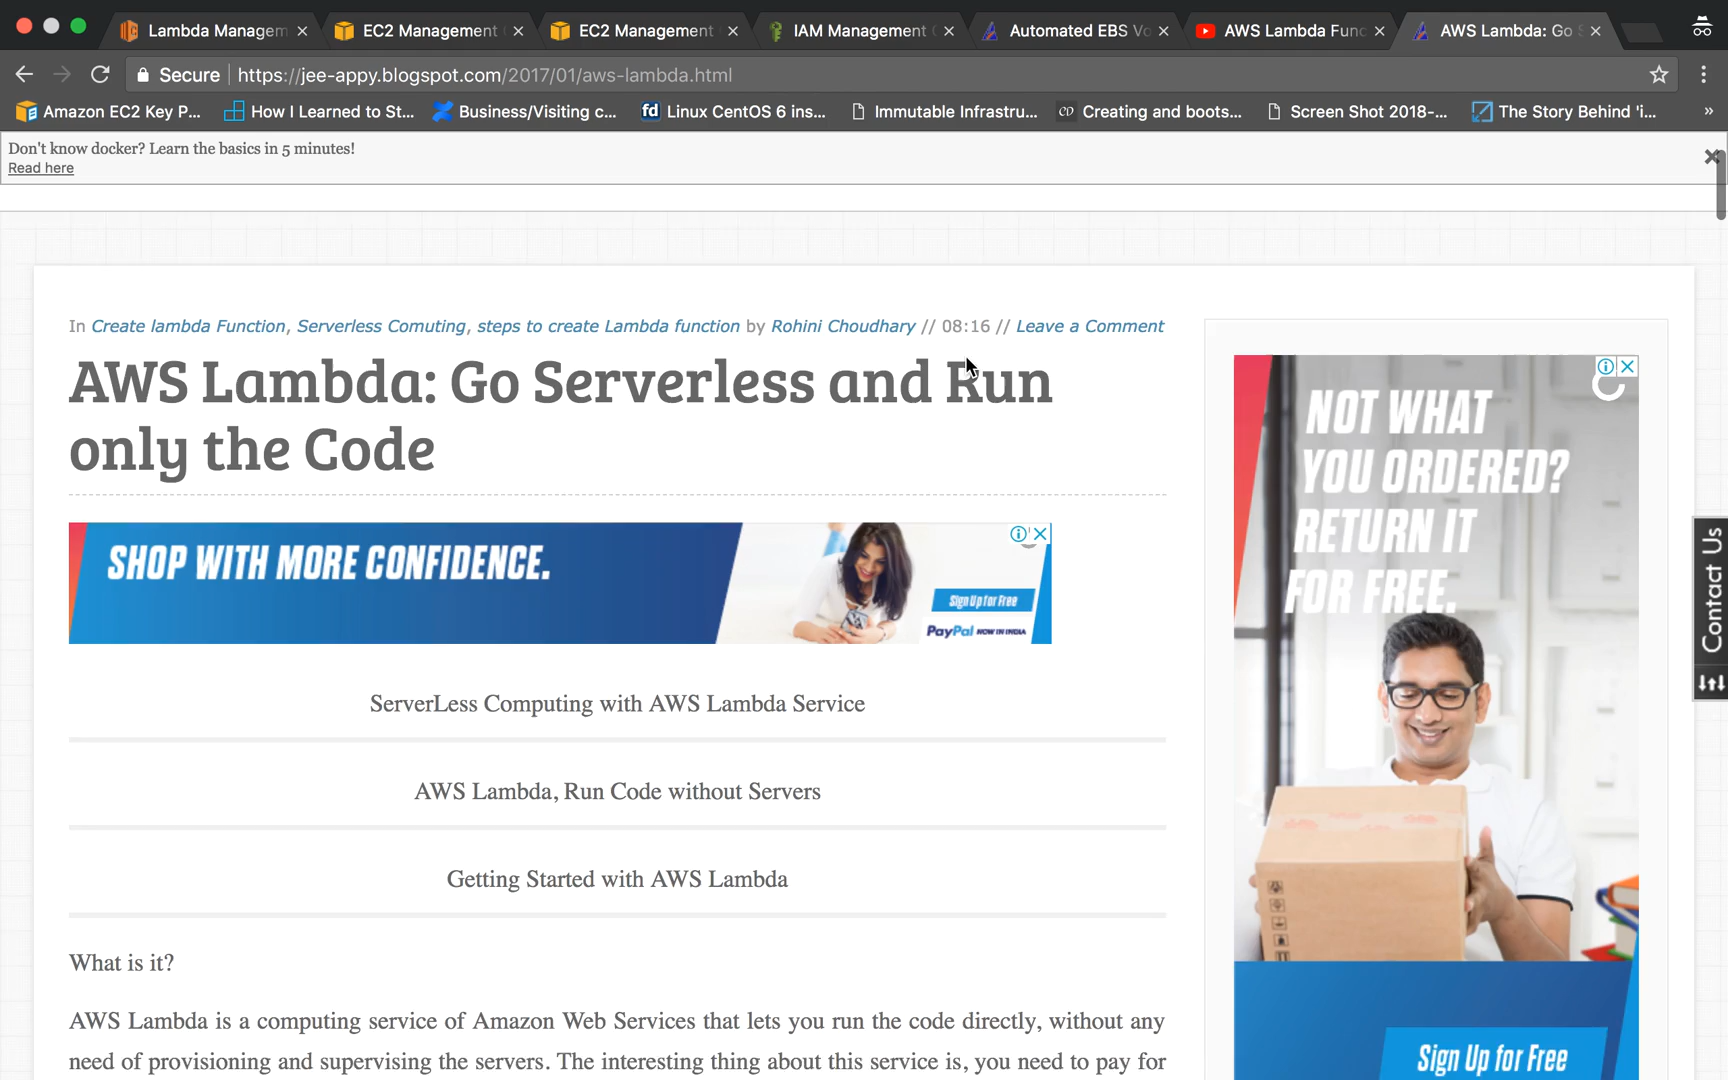 Lambda Managem
EC2 Management
EC2 Management
IAM Management
Automated EBS Vo
AWS Lambda Func
AWS Lambda: Go S
Secure https://jee-appy.blogspot.com/2017/01/aws-lambda.html
Amazon EC2 Key P...
How I Learned to St...
Business/Visiting c...
fd Linux CentOS 6 ins...
Immutable Infrastru...
Creating and boots...
Screen Shot 2018-...
The Story Behind 'i...
»
Don't know docker? Learn the basics in 5 minutes!
Read here
In Create lambda Function, Serverless Comuting, steps to create Lambda function by Rohini Choudhary // 08:16 // Leave a Comment
AWS Lambda: Go Serverless and Run
only the Code
SHOP WITH MORE CONFIDENCE.
Sign Up for Free
PayPal NOW IN INDIA
ServerLess Computing with AWS Lambda Service
AWS Lambda, Run Code without Servers
Getting Started with AWS Lambda
What is it?
AWS Lambda is a computing service of Amazon Web Services that lets you run the code directly, without any
need of provisioning and supervising the servers. The interesting thing about this service is, you need to pay for
NOT WHAT
YOU ORDERED?
RETURN IT
FOR FREE.
Sign Up for Free
Contact Us